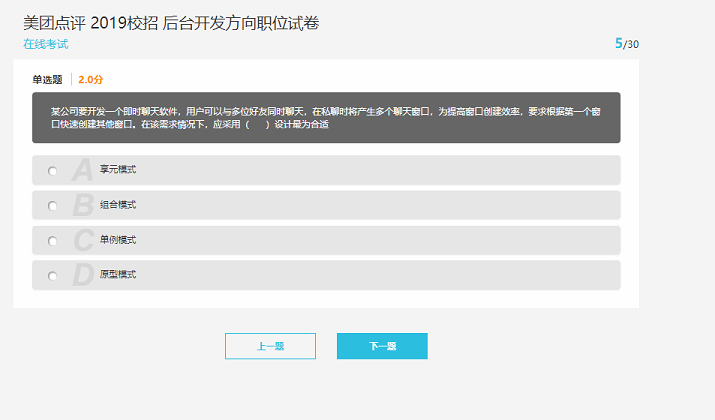 美团点评 2019校招 后台开发方向职位试卷
在线考试 5/30
单选题 2.0分
某公司要开发一个即时聊天软件，用户可以与多位好友同时聊天，在私聊时将产生多个聊天窗口，为提高窗口创建效率，要求根据第一个窗
口快速创建其他窗口。在该需求情况下，应采用（ ）设计最为合适
A 享元模式
B 组合模式
C 单例模式
D 原型模式
上一题 下一题